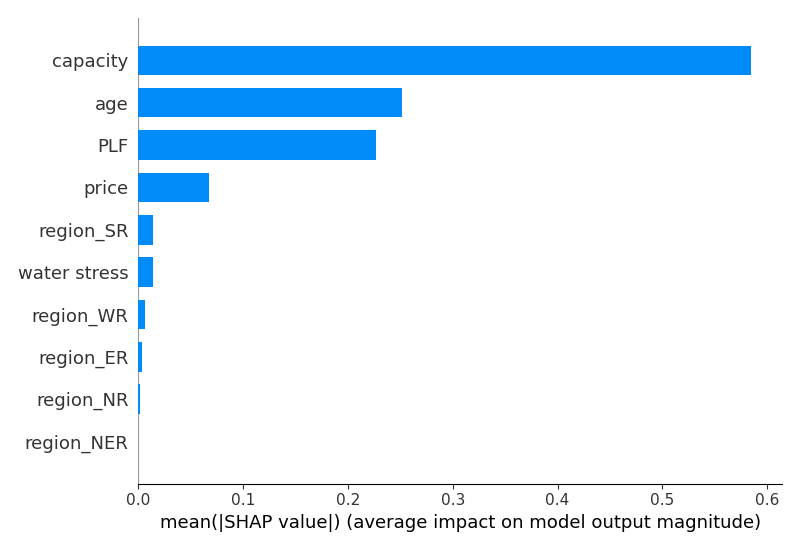 capacity
age
PLF
price
region_SR
water stress
region_WR
region_ER
region_NR
region_NER
0.0 0.1 0.2 0.3 0.4 0.5 0.6
mean(|SHAP value|) (average impact on model output magnitude)